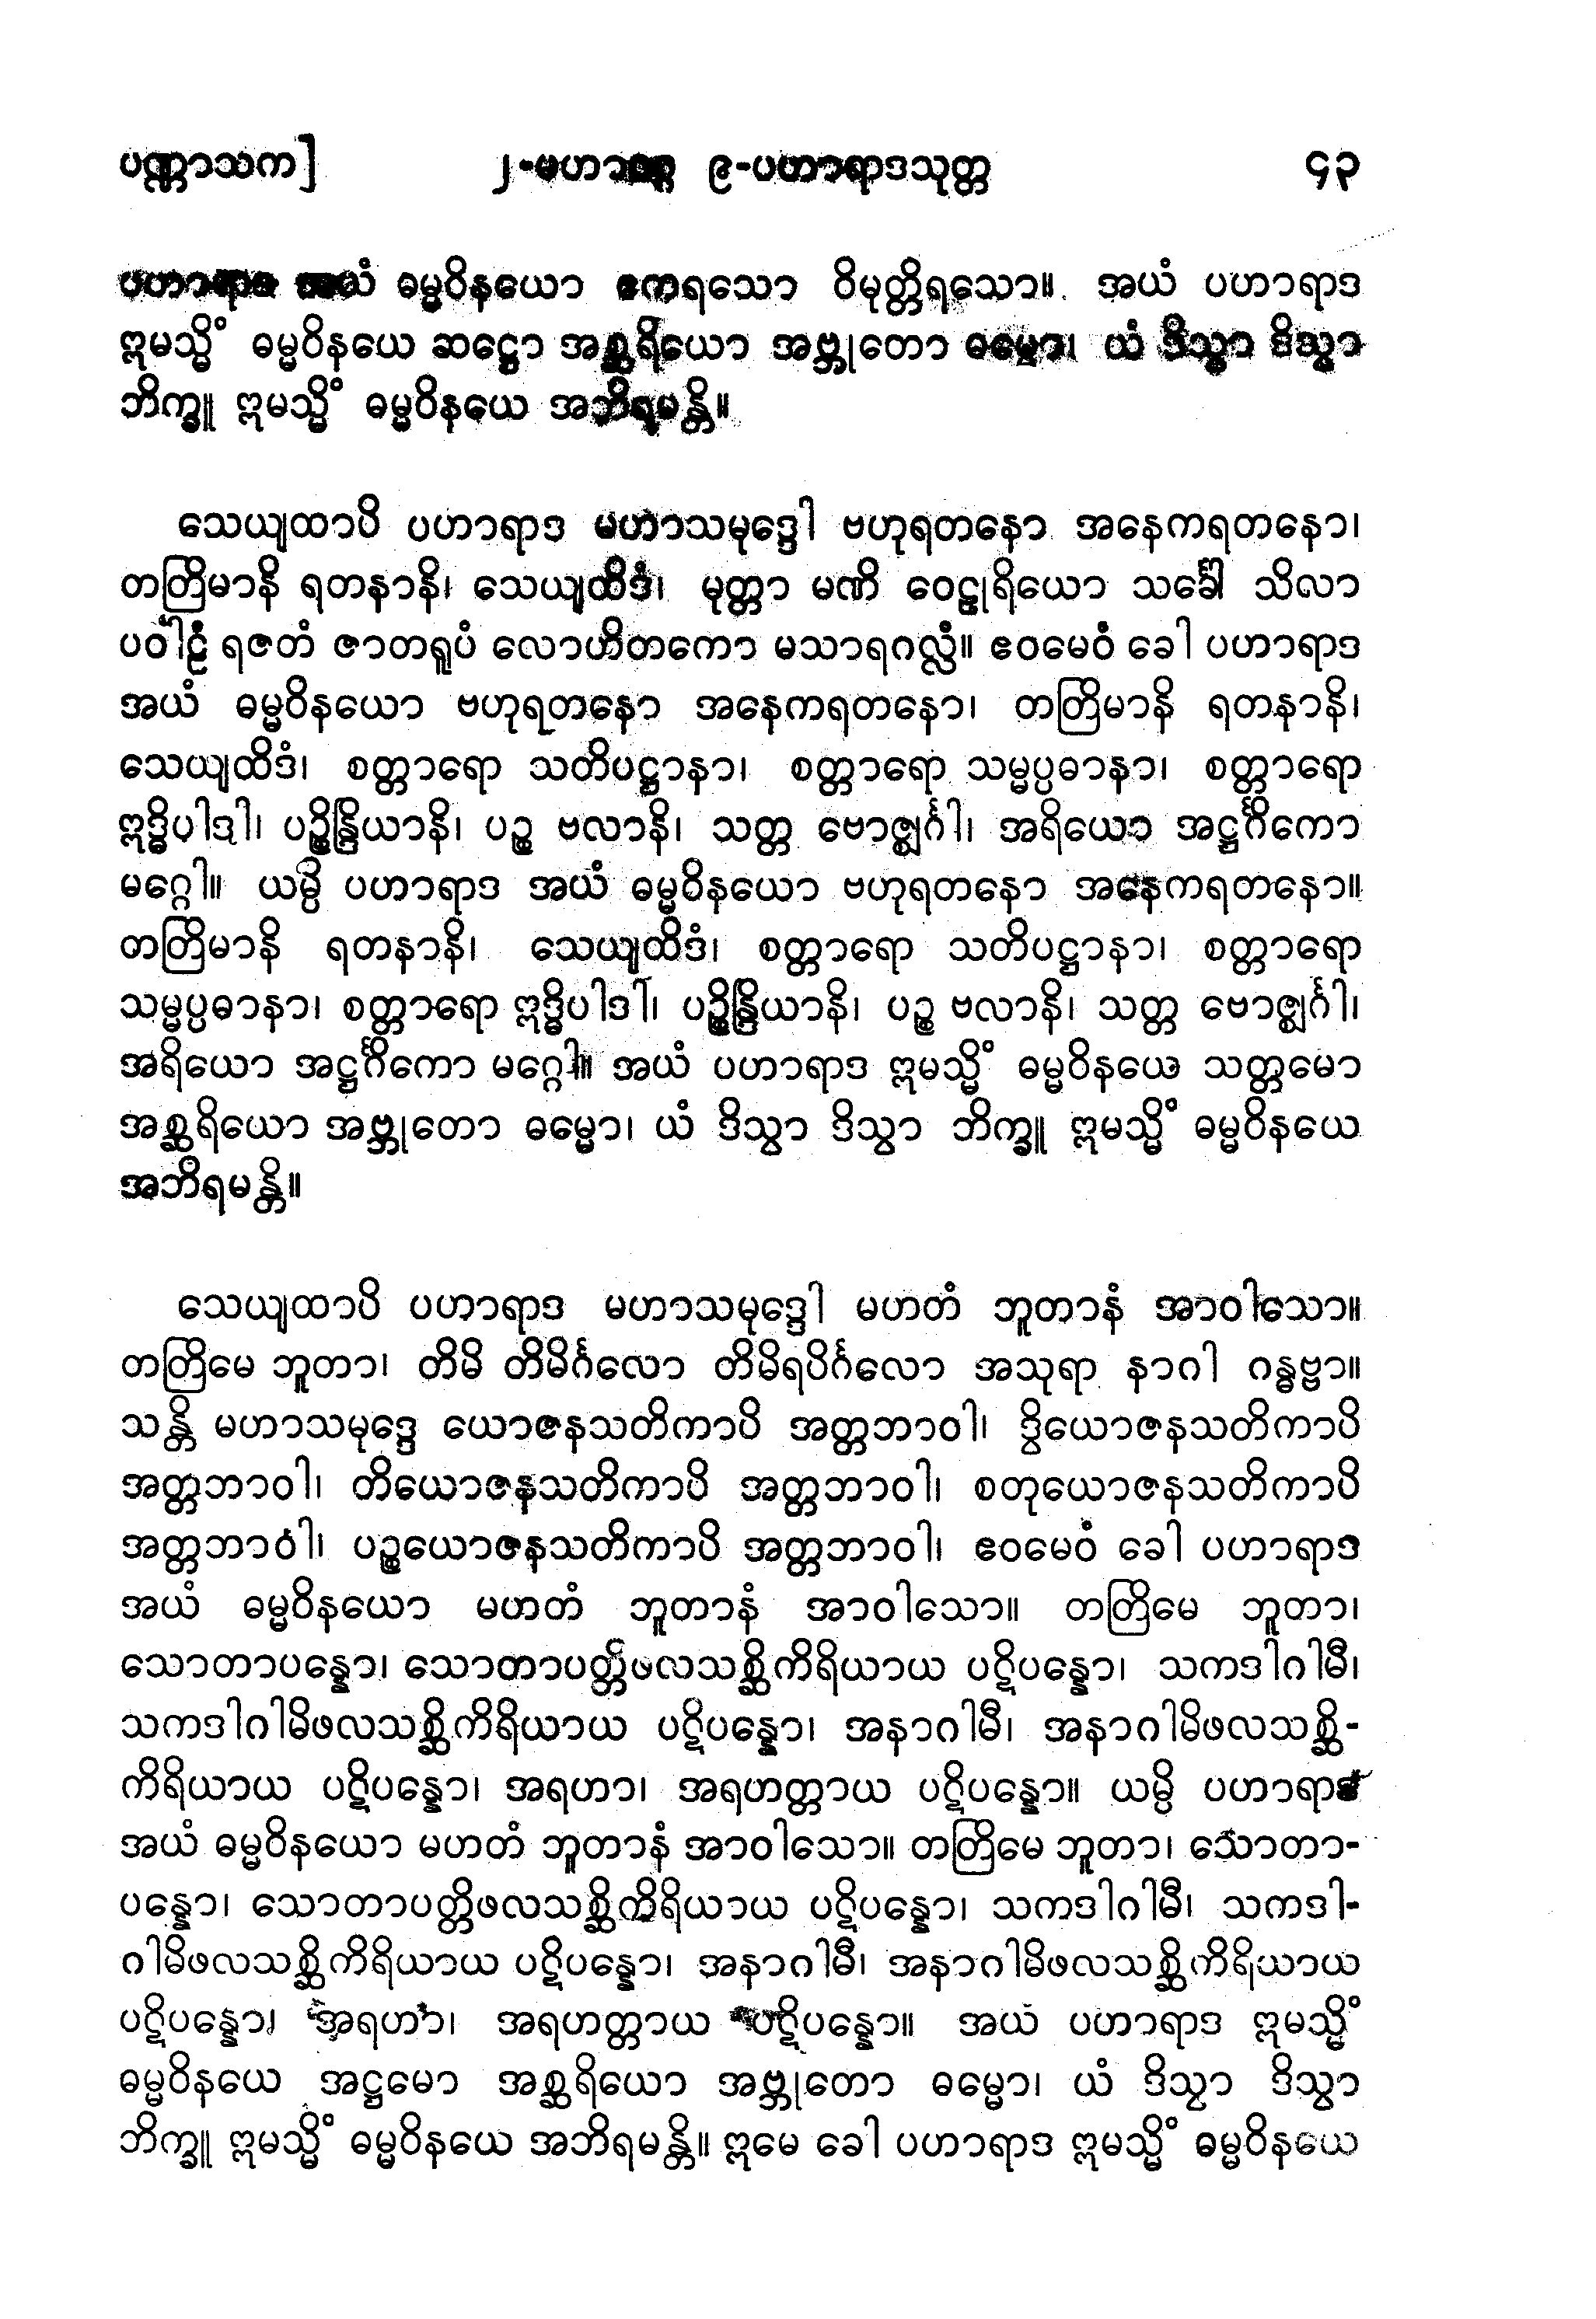 ပဏ္ဏာသက]
၂-မဟာဝဂ္ဂ ၉-ပဟာရာဒသုတ္တ
၄၃
ပဟာရာဒ အယံ ဓမ္မဝိနယော ဧကရသော ဝိမုတ္တိရသော။ အယံ ပဟာရာဒ
ဣမသ္မိံ ဓမ္မဝိနယေ ဆဋ္ဌော အစ္ဆရိယော အဗ္ဘုတော ဓမ္မော၊ ယံ ဒိသွာ ဒိသွာ
ဘိက္ခူ ဣမသ္မိံ ဓမ္မဝိနယေ အဘိရမန္တိ။
သေယျထာပိ ပဟာရာဒ မဟာသမုဒ္ဒေါ ဗဟုရတနော အနေကရတနော၊
တတြိမာနိ ရတနာနိ၊ သေယျထိဒံ၊ မုတ္တာ မဏိ ဝေဠုရိယော သင်္ခေါ သိလာ
ပဝါဠံ ရဇတံ ဇာတရူပံ လောဟိတကော မသာရဂလ္လံ။ ဧဝမေဝံ ခေါ ပဟာရာဒ
အယံ ဓမ္မဝိနယော ဗဟုရတနော အနေကရတနော၊ တတြိမာနိ ရတနာနိ၊
သေယျထိဒံ၊ စတ္တာရော သတိပဋ္ဌာနာ၊ စတ္တာရော သမ္မပ္ပဓာနာ၊ စတ္တာရော
ဣဒ္ဓိပါဒါ၊ ပဉ္စိန္ဒြိယာနိ၊ ပဉ္စ ဗလာနိ၊ သတ္တ ဗောဇ္ဈင်္ဂါ၊ အရိယော အဋ္ဌင်္ဂိကော
မဂ္ဂေါ။ ယမ္ပိ ပဟာရာဒ အယံ ဓမ္မဝိနယော ဗဟုရတနော အနေကရတနော။
တတြိမာနိ ရတနာနိ၊ သေယျထိဒံ၊ စတ္တာရော သတိပဋ္ဌာနာ၊ စတ္တာရော
သမ္မပ္ပဓာနာ၊ စတ္တာရော ဣဒ္ဓိပါဒါ၊ ပဉ္စိန္ဒြိယာနိ၊ ပဉ္စ ဗလာနိ၊ သတ္တ ဗောဇ္ဈင်္ဂါ၊
အရိယော အဋ္ဌင်္ဂိကော မဂ္ဂေါ။ အယံ ပဟာရာဒ ဣမသ္မိံ ဓမ္မဝိနယေ သတ္တမော
အစ္ဆရိယော အဗ္ဘုတော ဓမ္မော၊ ယံ ဒိသွာ ဒိသွာ ဘိက္ခူ ဣမသ္မိံ ဓမ္မဝိနယေ
အဘိရမန္တိ။
သေယျထာပိ ပဟာရာဒ မဟာသမုဒ္ဒေါ မဟတံ ဘူတာနံ အာဝါသော။
တတြိမေ ဘူတာ၊ တိမိ တိမိင်္ဂလော တိမိရပိင်္ဂလော အသုရာ နာဂါ ဂန္ဓဗ္ဗာ။
သန္တိ မဟာသမုဒ္ဒေ ယောဇနသတိကာပိ အတ္တဘာဝါ၊ ဒွိယောဇနသတိကာပိ
အတ္တဘာဝါ၊ တိယောဇနသတိကာပိ အတ္တဘာဝါ၊ စတုယောဇနသတိကာပိ
အတ္တဘာဝါ၊ ပဉ္စယောဇနသတိကာပိ အတ္တဘာဝါ၊ ဧဝမေဝံ ခေါ ပဟာရာဒ
အယံ ဓမ္မဝိနယော မဟတံ ဘူတာနံ အာဝါသော။ တတြိမေ ဘူတာ၊
သောတာပန္နော၊ သောတာပတ္တိဖလသစ္ဆိကိရိယာယ ပဋိပန္နော၊ သကဒါဂါမီ၊
သကဒါဂါမိဖလသစ္ဆိကိရိယာယ ပဋိပန္နော၊ အနာဂါမီ၊ အနာဂါမိဖလသစ္ဆိ-
ကိရိယာယ ပဋိပန္နော၊ အရဟာ၊ အရဟတ္တာယ ပဋိပန္နော။ ယမ္ပိ ပဟာရာဒ
အယံ ဓမ္မဝိနယော မဟတံ ဘူတာနံ အာဝါသော။ တတြိမေ ဘူတာ၊ သောတာ-
ပန္နော၊ သောတာပတ္တိဖလသစ္ဆိကိရိယာယ ပဋိပန္နော၊ သကဒါဂါမီ၊ သကဒါ-
ဂါမိဖလသစ္ဆိကိရိယာယ ပဋိပန္နော၊ အနာဂါမီ၊ အနာဂါမိဖလသစ္ဆိကိရိယာယ
ပဋိပန္နော၊ အရဟာ၊ အရဟတ္တာယ ပဋိပန္နော။ အယံ ပဟာရာဒ ဣမသ္မိံ
ဓမ္မဝိနယေ အဋ္ဌမော အစ္ဆရိယော အဗ္ဘုတော ဓမ္မော၊ ယံ ဒိသွာ ဒိသွာ
ဘိက္ခူ ဣမသ္မိံ ဓမ္မဝိနယေ အဘိရမန္တိ။ ဣမေ ခေါ ပဟာရာဒ ဣမသ္မိံ ဓမ္မဝိနယေ